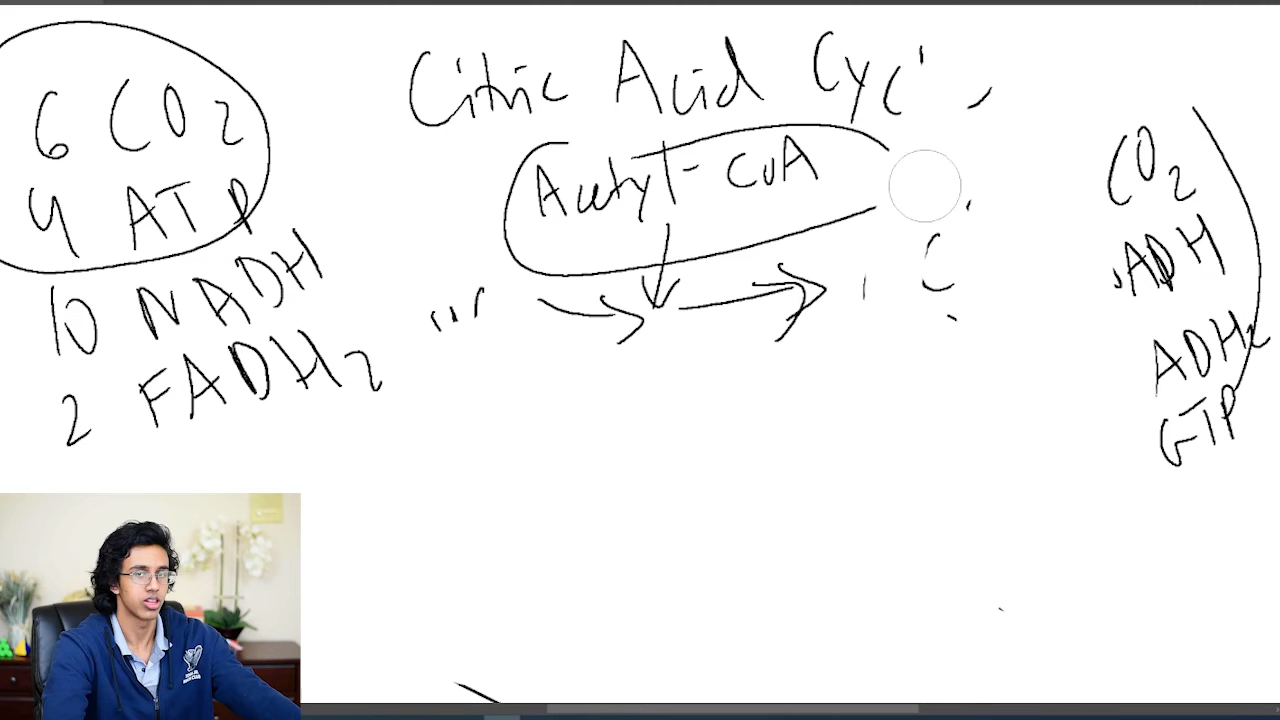 Citric Acid Cyc
6 CO2
4 ATP
10 NADH
2 FADH2
Acetyl-CoA
...
CO2
ADH
ADH2
GTP